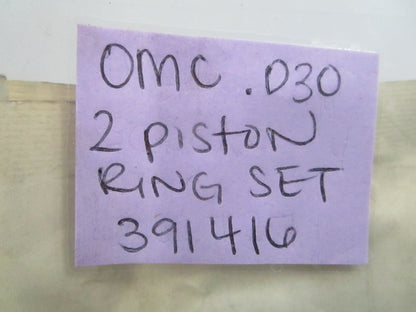 OMC .030
2 PISTON
RING SET
391416